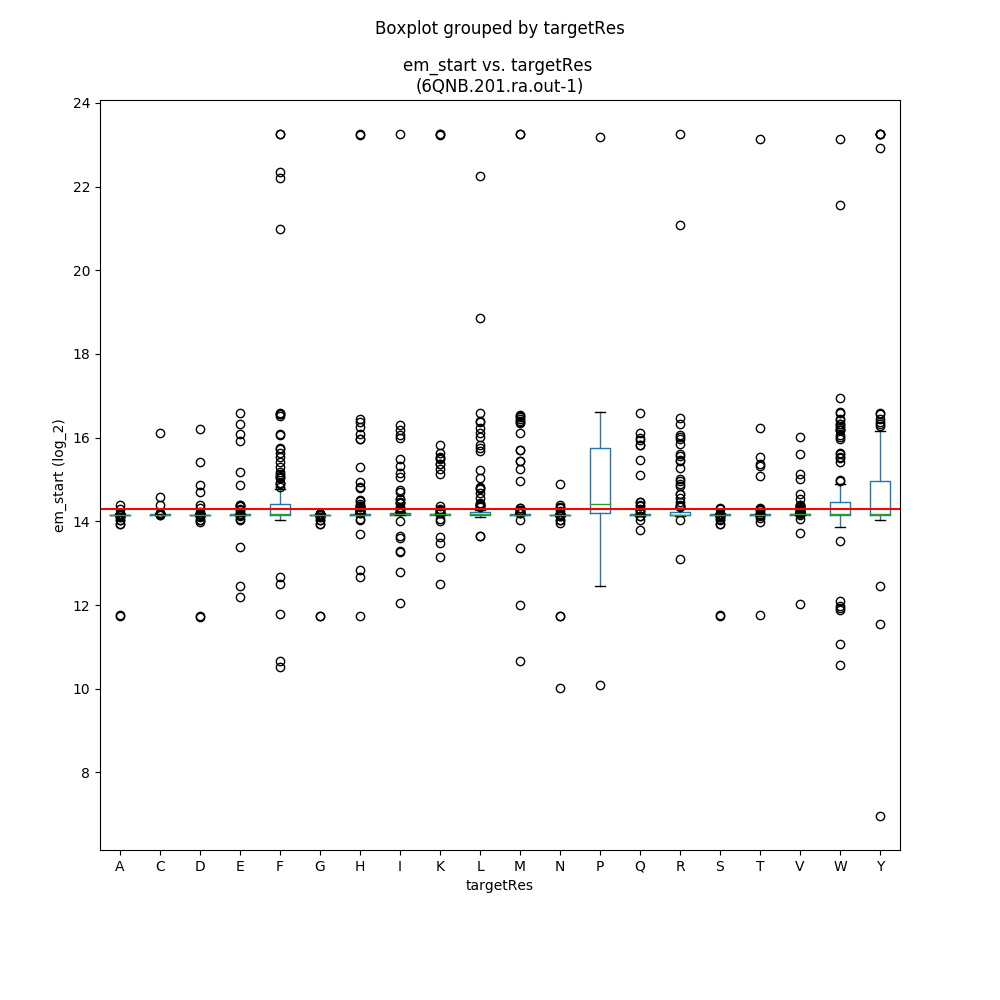 Boxplot grouped by targetRes
em_start vs. targetRes
(6QNB.201.ra.out-1)
24
22
20
18
16
14
12
10
8
em_start (log_2)
A C D E F G H I K L M N P Q R S T V W Y
targetRes